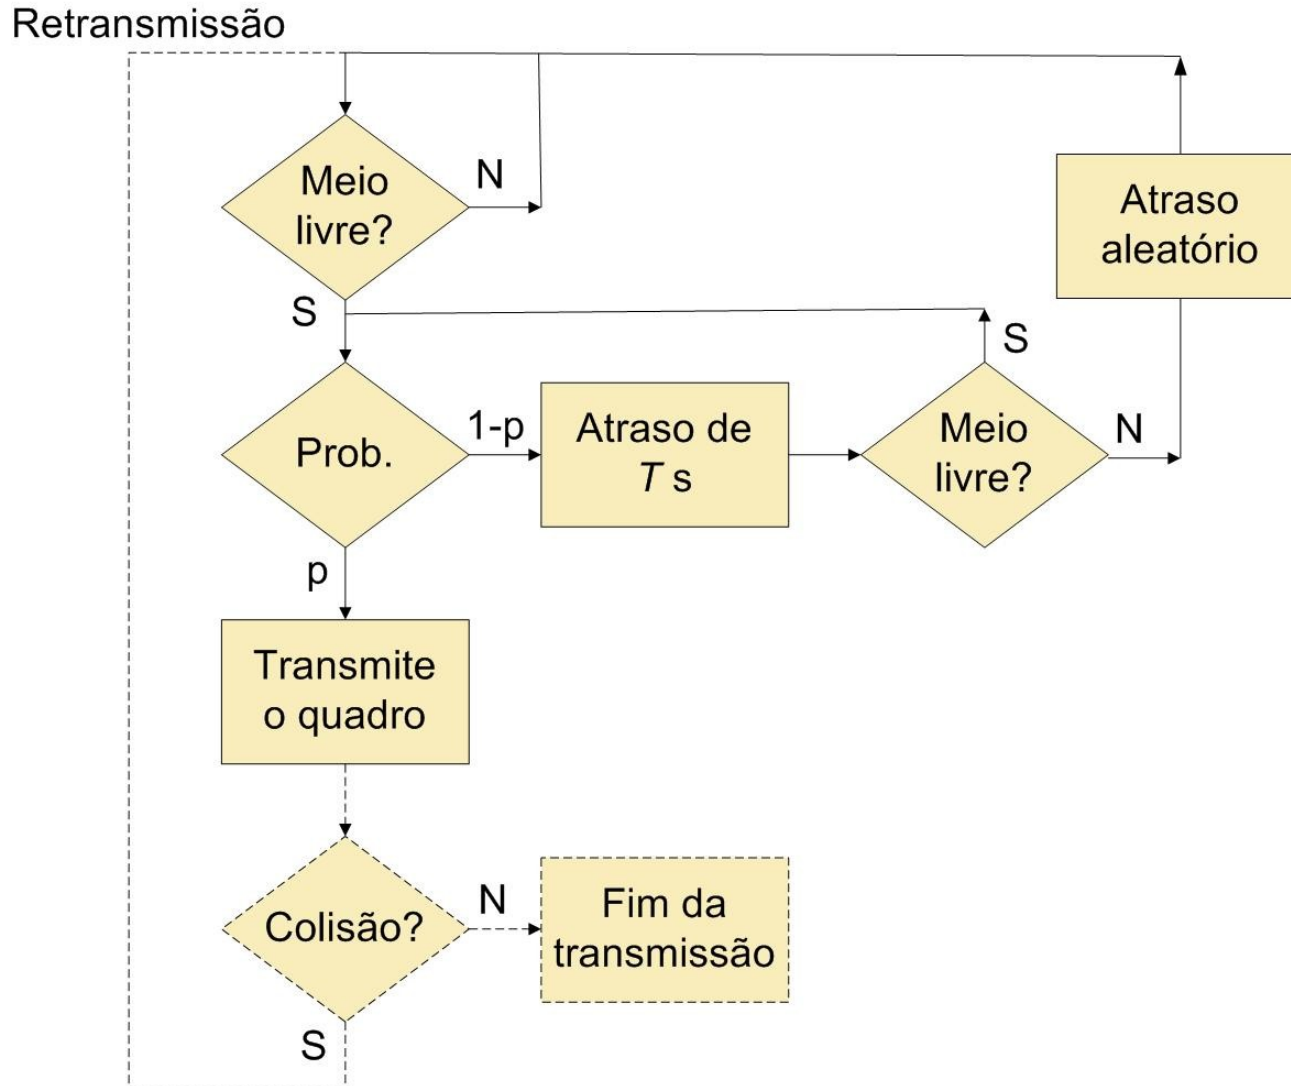 Retransmissão
Meio
livre?
N
Atraso
aleatório
S
S
Prob.
1-p
Atraso de
T s
Meio
livre?
N
p
Transmite
o quadro
Colisão?
N
Fim da
transmissão
S